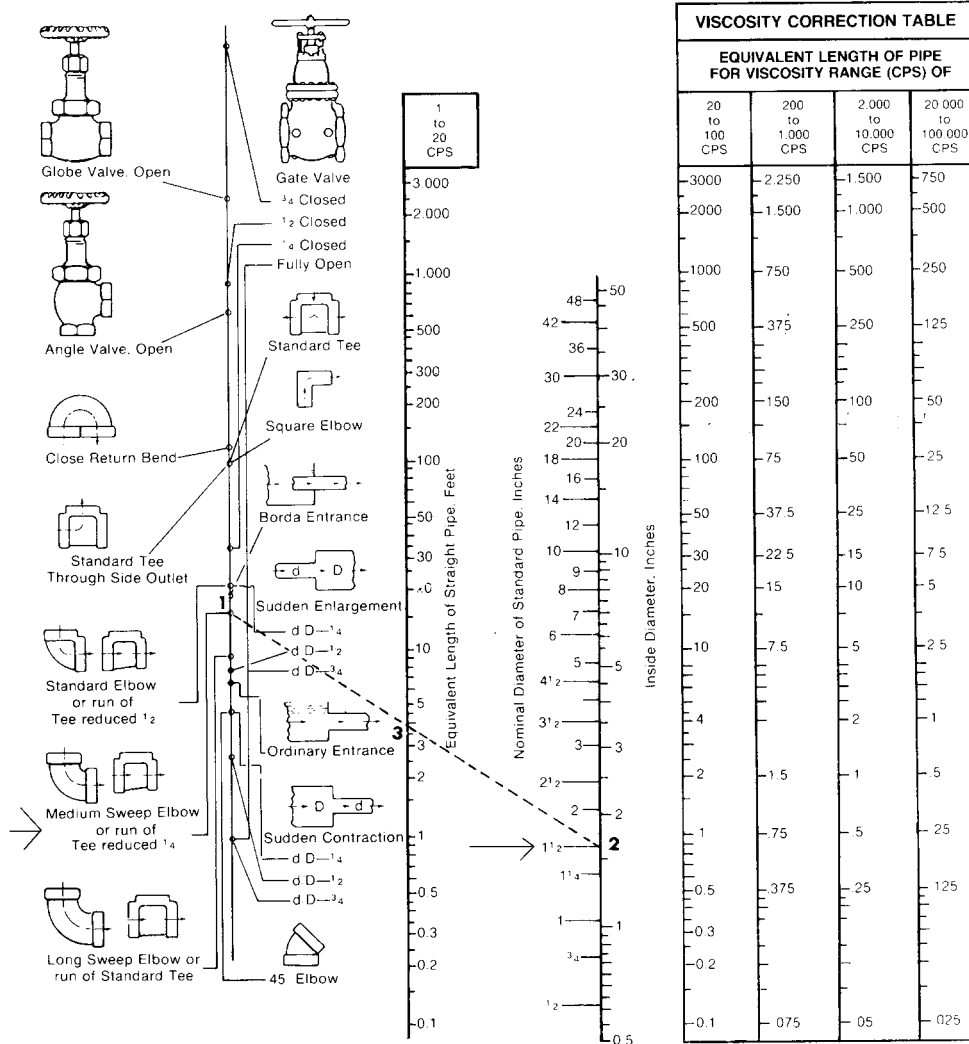 VISCOSITY CORRECTION TABLE
EQUIVALENT LENGTH OF PIPE
FOR VISCOSITY RANGE (CPS) OF
20 to 100 CPS
200 to 1.000 CPS
2.000 to 10.000 CPS
20 000 to 100.000 CPS
3000 2.250 1.500 750
2000 1.500 1.000 500
1000 750 500 250
500 375 250 125
200 150 100 50
100 75 50 25
50 37.5 25 12 5
30 22.5 15 7 5
20 15 10 5
10 7.5 5 2 5
4 2 1
2 1.5 1 .5
1 .75 .5 25
0.5 .375 .25 125
0.3
0.2
0.1 075 05 025
Globe Valve. Open
Angle Valve. Open
Close Return Bend
Standard Tee
Through Side Outlet
Standard Elbow
or run of
Tee reduced 1/2
Medium Sweep Elbow
or run of
Tee reduced 1/4
Long Sweep Elbow or
run of Standard Tee
Gate Valve
3/4 Closed
1/2 Closed
1/4 Closed
Fully Open
Standard Tee
Square Elbow
Borda Entrance
d D
Sudden Enlargement
d D—1/4
d D—1/2
d D—3/4
Ordinary Entrance
D d
Sudden Contraction
d D—1/4
d D—1/2
d D—3/4
45 Elbow
1
2
3
1
to
20
CPS
3.000
2.000
1.000
500
300
200
100
50
30
10
5
3
2
1
0.5
0.3
0.2
0.1
Equivalent Length of Straight Pipe. Feet
Nominal Diameter of Standard Pipe. Inches
48
42
36
30
24
22
20
18
16
14
12
10
9
8
7
6
5
4 1/2
3 1/2
3
2 1/2
2
1 1/2
1 1/4
1
3/4
1/2
50
30
20
10
5
3
2
1
0.5
Inside Diameter. Inches